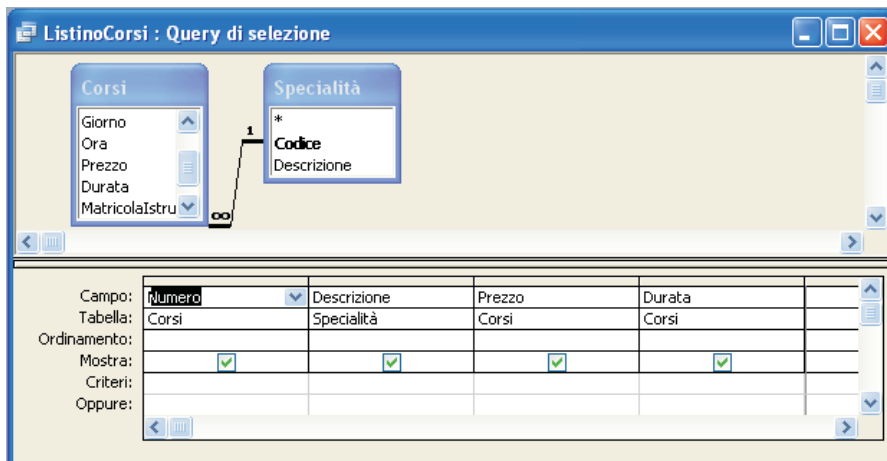 ListinoCorsi : Query di selezione
Corsi
Giorno
Ora
Prezzo
Durata
MatricolaIstru
Specialità
*
Codice
Descrizione
1
∞
Campo: Numero Descrizione Prezzo Durata
Tabella: Corsi Specialità Corsi Corsi
Ordinamento:
Mostra:
Criteri:
Oppure: